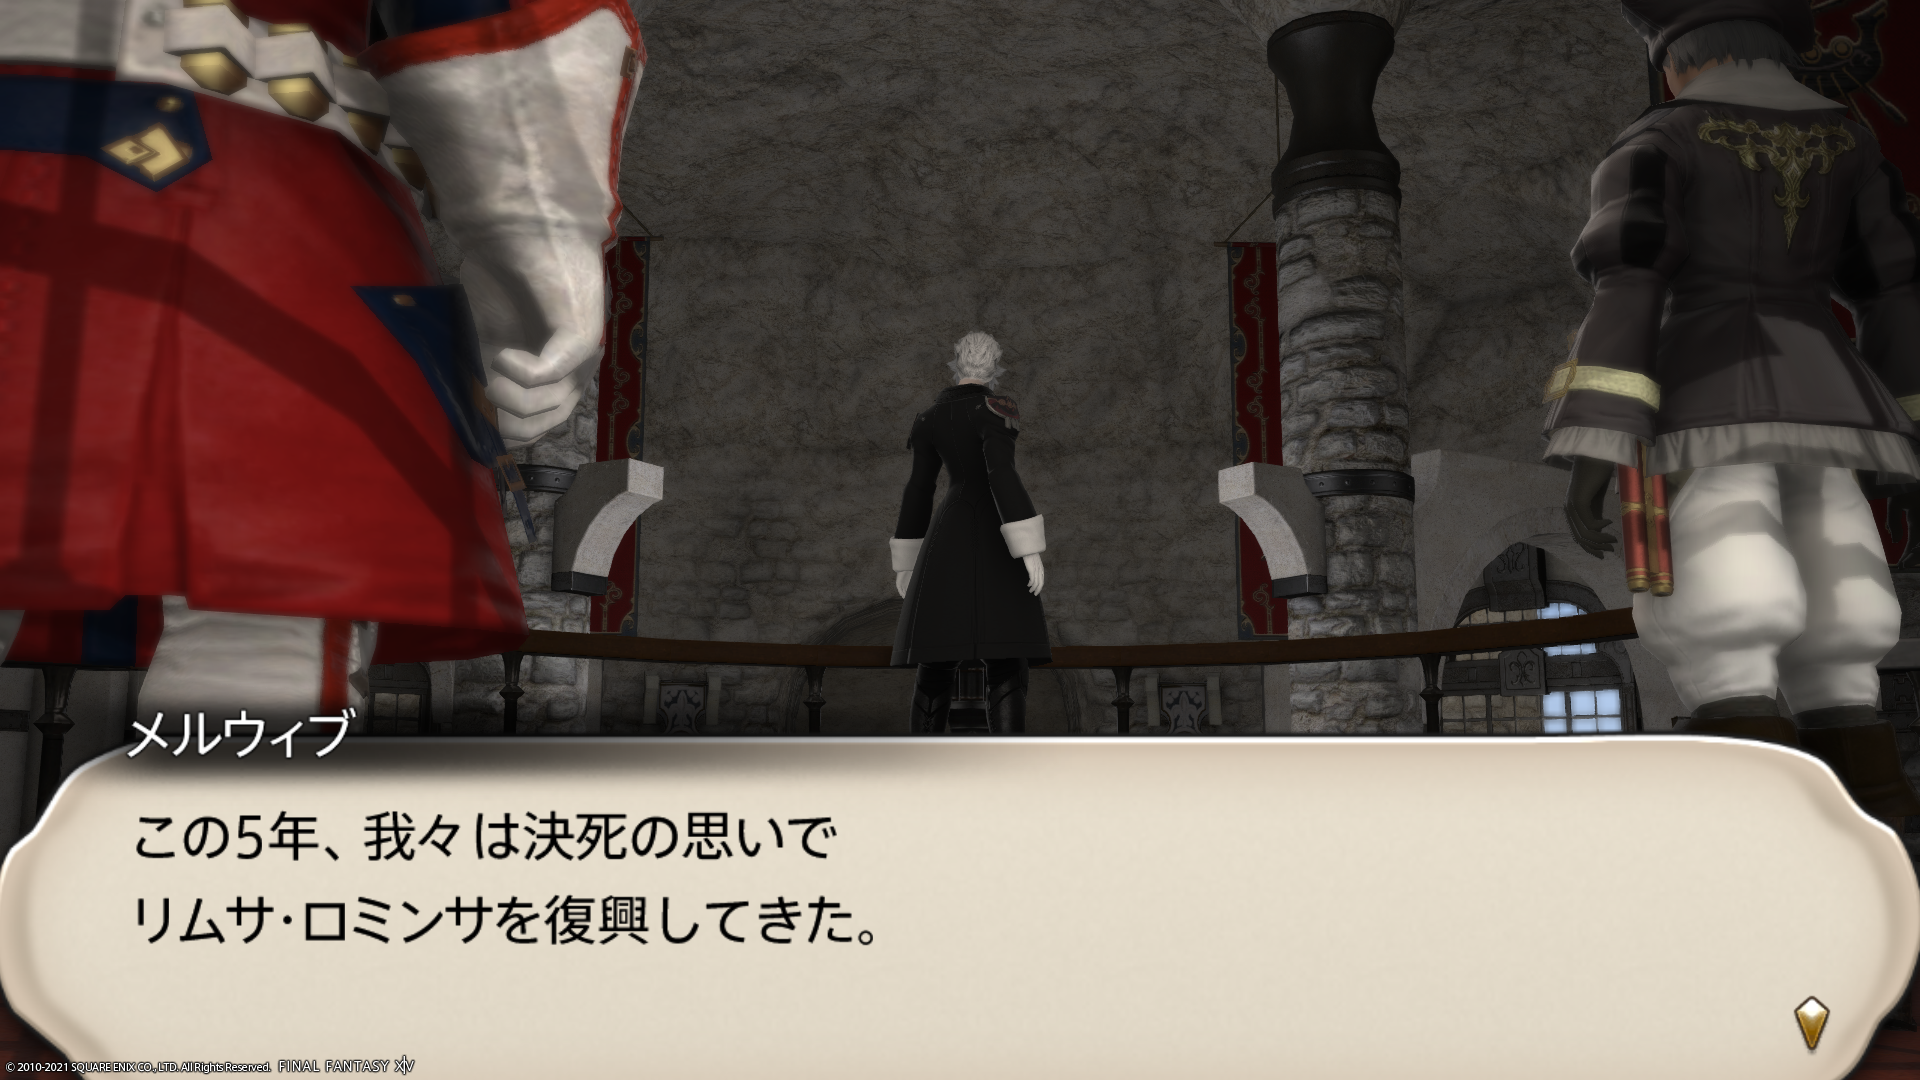 メルウィブ
この5年、我々は決死の思いで
リムサ・ロミンサを復興してきた。
© 2010-2021 SQUARE ENIX CO., LTD. All Rights Reserved. FINAL FANTASY XIV